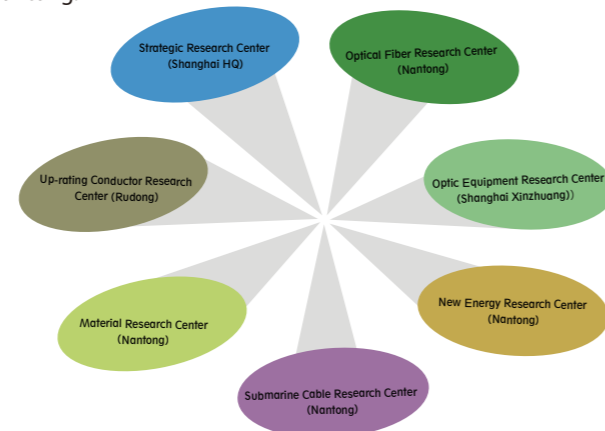 Strategic Research Center
(Shanghai HQ)
Optical Fiber Research Center
(Nantong)
Up-rating Conductor Research
Center (Rudong)
Optic Equipment Research Center
(Shanghai Xinzhuang))
Material Research Center
(Nantong)
New Energy Research Center
(Nantong)
Submarine Cable Research Center
(Nantong)